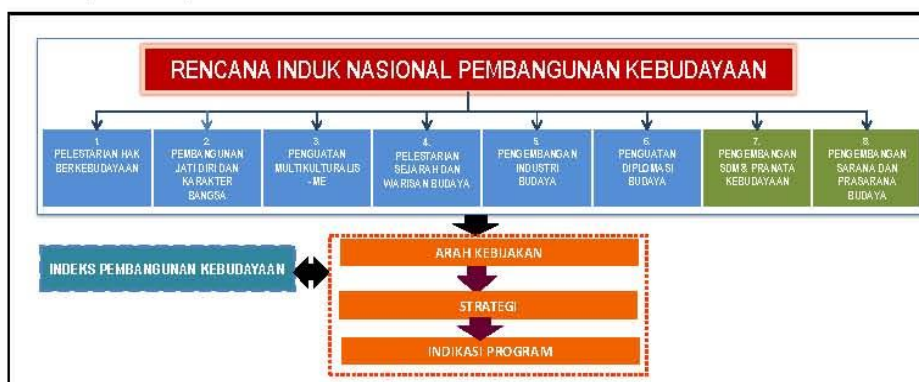 RENCANA INDUK NASIONAL PEMBANGUNAN KEBUDAYAAN
1.
PELESTARIAN HAK
BERKEBUDAYAAN
2.
PEMBANGUNAN
JATI DIRI DAN
KARAKTER
BANGSA
3.
PENGUATAN
MULTIKULTURALIS
-ME
4.
PELESTARIAN
SEJARAH DAN
WARISAN BUDAYA
5.
PENGEMBANGAN
INDUSTRI
BUDAYA
6.
PENGUATAN
DIPLOMASI
BUDAYA
7.
PENGEMBANGAN
SDM & PRANATA
KEBUDAYAAN
8.
PENGEMBANGAN
SARANA DAN
PRASARANA
BUDAYA
ARAH KEBIJAKAN
INDEKS PEMBANGUNAN KEBUDAYAAN
STRATEGI
INDIKASI PROGRAM